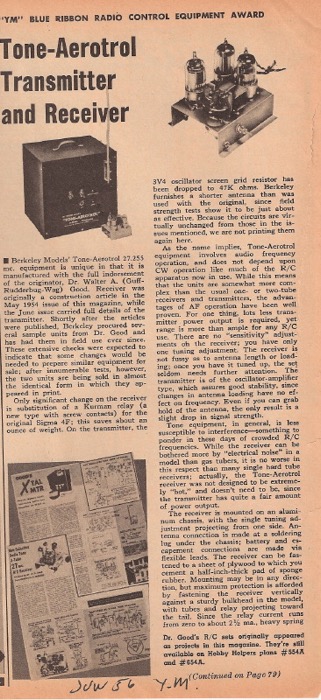 "YM" BLUE RIBBON RADIO CONTROL EQUIPMENT AWARD
Tone-Aerotrol
Transmitter
and Receiver
■ Berkeley Models' Tone-Aerotrol 27.255
mc. equipment is unique in that it is
manufactured with the full indorsement
of the originator, Dr. Walter A. (Guff-
Rudderbug-Wag) Good. Receiver was
originally a construction article in the
May 1954 issue of this magazine, while
the June issue carried full details of the
transmitter. Shortly after the articles
were published, Berkeley procured sev-
eral sample units from Dr. Good and
has had them in field use ever since.
These extensive checks were expected to
indicate that some changes would be
needed to prepare similar equipment for
sale; after innumerable tests, however,
the two units are being sold in almost
the identical form in which they ap-
peared in print.
Only significant change on the receiver
is substitution of a Kurman relay (a
new type with screw contacts) for the
original Sigma 4F; this saves about an
ounce of weight. On the transmitter, the
3V4 oscillator screen grid resistor has
been dropped to 47K ohms. Berkeley
furnishes a shorter antenna than was
used with the original, since field
strength tests show it to be just about
as effective. Because the circuits are vir-
tually unchanged from those in the is-
sues mentioned, we are not printing them
again here.
As the name implies, Tone-Aerotrol
equipment involves audio frequency
operation, and does not depend upon
CW operation like much of the R/C
apparatus now in use. While this means
that the units are somewhat more com-
plex than the usual one- or two-tube
receivers and transmitters, the advan-
tages of AF operation have been well
proven. For one thing, lots less trans-
mitter power output is required, yet
range is more than ample for any R/C
use. There are no "sensitivity" adjust-
ments on the receiver; you have only
one tuning adjustment. The receiver is
not fussy as to antenna length or load-
ing; once you have it tuned up, the set
seldom needs further attention. The
transmitter is of the oscillator-amplifier
type, which assures good stability, since
changes in antenna loading have no ef-
fect on frequency. Even if you can grab
hold of the antenna, the only result is a
slight drop in signal strength.
Tone equipment, in general, is less
susceptible to interference—something to
ponder in these days of crowded R/C
frequencies. While the receiver can be
bothered more by "electrical noise" in a
model than gas tubers, it is no worse in
this respect than many single hard tube
receivers; actually, the Tone-Aerotrol
receiver was not designed to be extreme-
ly "hot," and doesn't need to be, since
the transmitter has quite a fair amount
of power output.
The receiver is mounted on an alumi-
num chassis, with the single tuning ad-
justment projecting from one side. An-
tenna connection is made at a soldering
lug under the chassis; battery and es-
capement connections are made via
flexible leads. The receiver can be fas-
tened to a sheet of plywood to which you
cement a half-inch-thick pad of sponge
rubber. Mounting may be in any direc-
tion, but maximum protection is afforded
by fastening the receiver vertically
against a sturdy bulkhead in the model,
with tubes and relay projecting toward
the tail. Since the relay current runs
from zero to about 2½ ma., heavy spring
Dr. Good's R/C sets originally appeared
as projects in this magazine. They're still
available on Hobby Helpers plans #554A
and #654A.
(Continued on Page 79)
XTAL
MTR
June 56 Y.M.